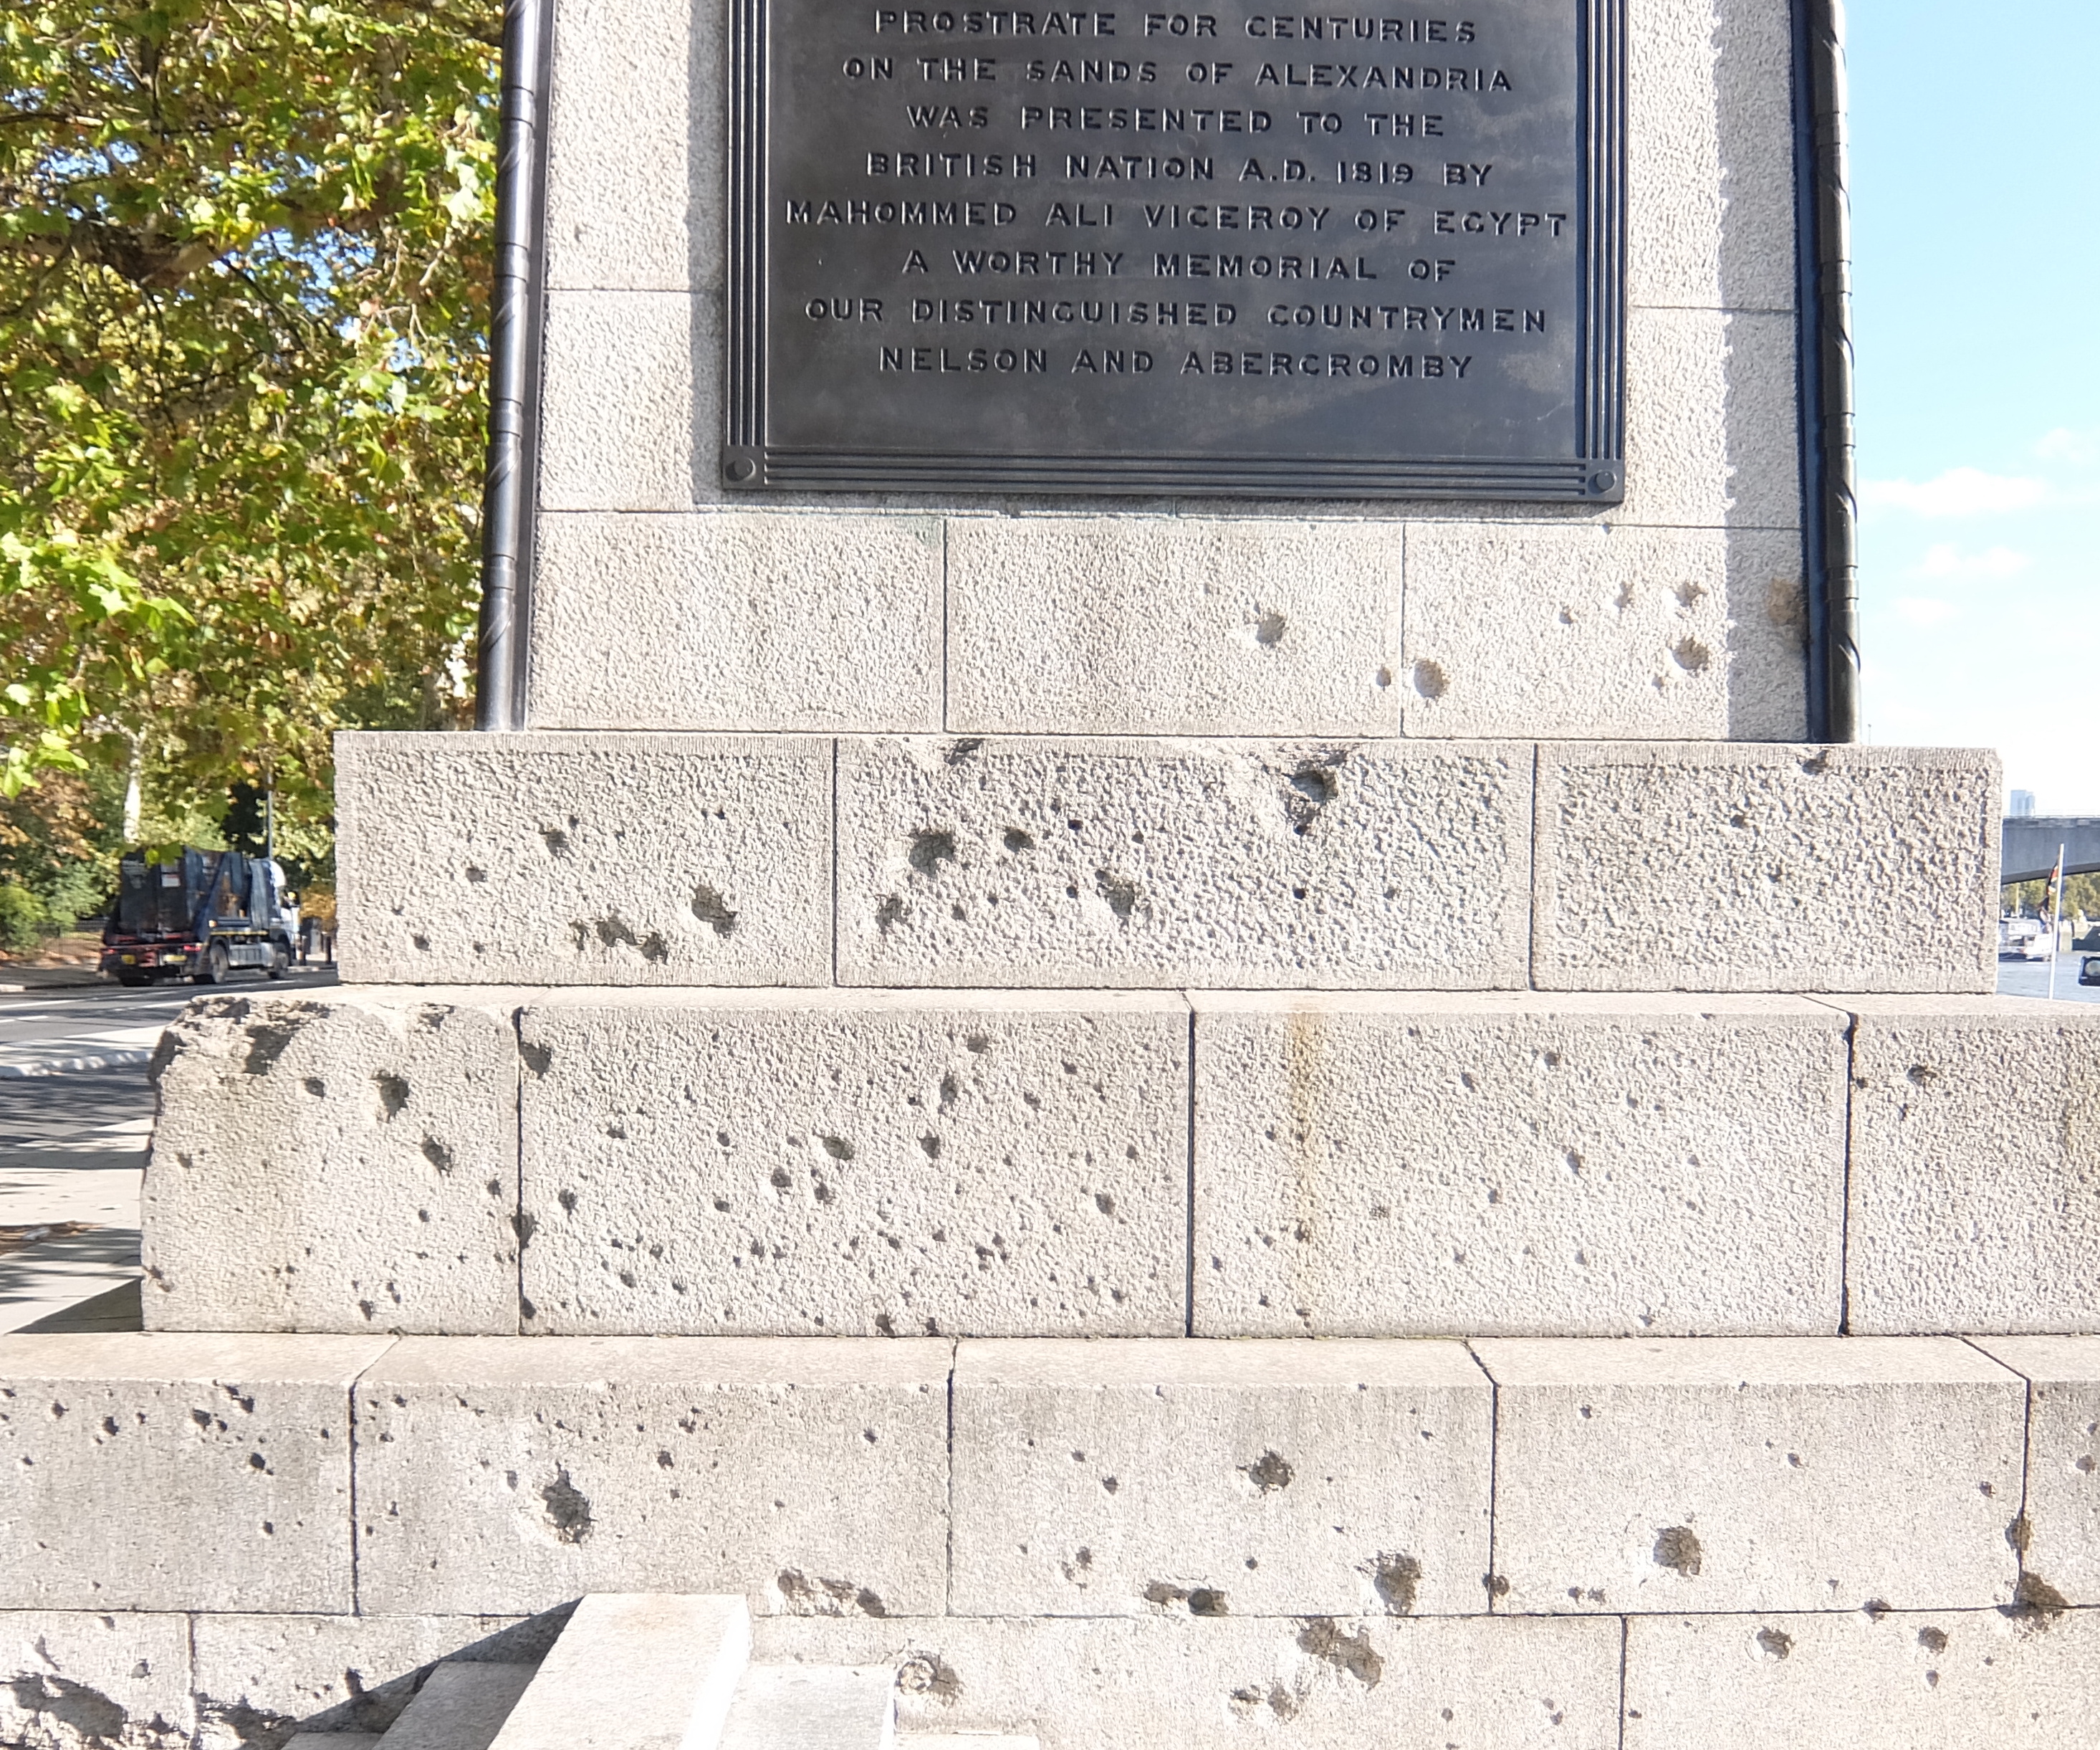 PROSTRATE FOR CENTURIES
ON THE SANDS OF ALEXANDRIA
WAS PRESENTED TO THE
BRITISH NATION A.D. 1819 BY
MAHOMMED ALI VICEROY OF EGYPT
A WORTHY MEMORIAL OF
OUR DISTINGUISHED COUNTRYMEN
NELSON AND ABERCROMBY